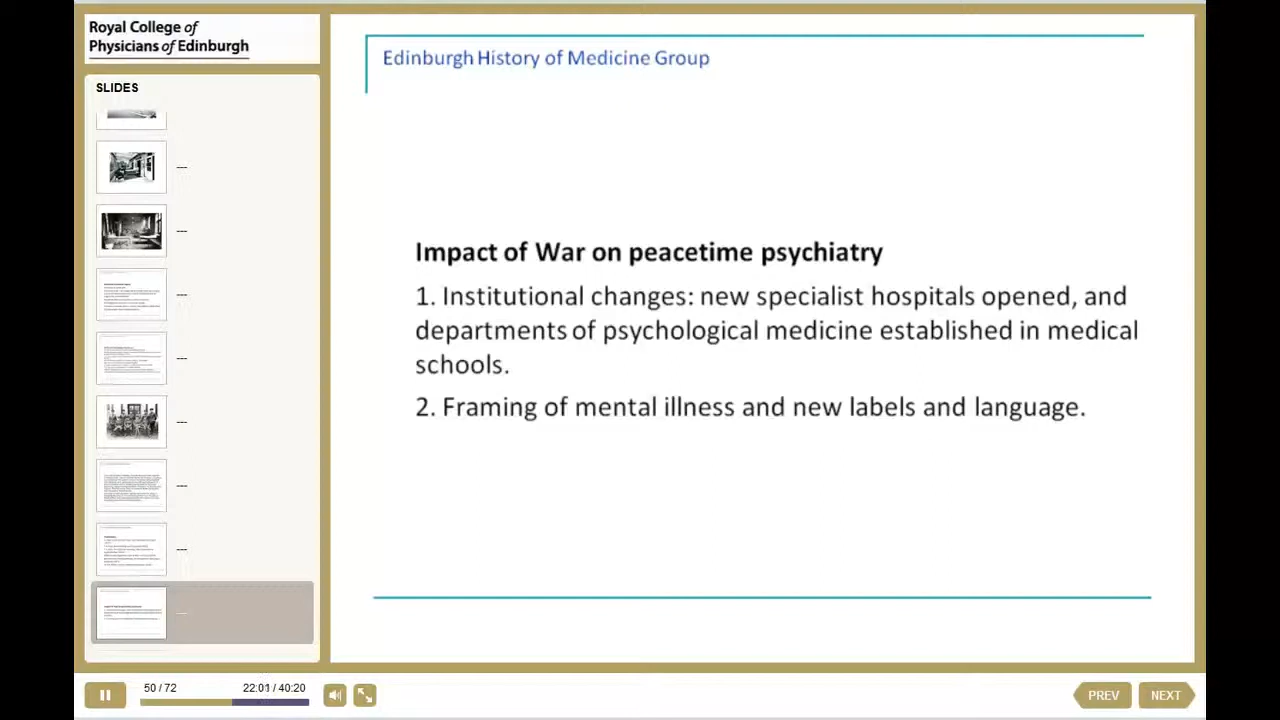 Royal College of
Physicians of Edinburgh
SLIDES
Edinburgh History of Medicine Group
Impact of War on peacetime psychiatry
1. Institutional changes: new specialist hospitals opened, and
departments of psychological medicine established in medical
schools.
2. Framing of mental illness and new labels and language.
50 / 72
22:01 / 40:20
PREV
NEXT